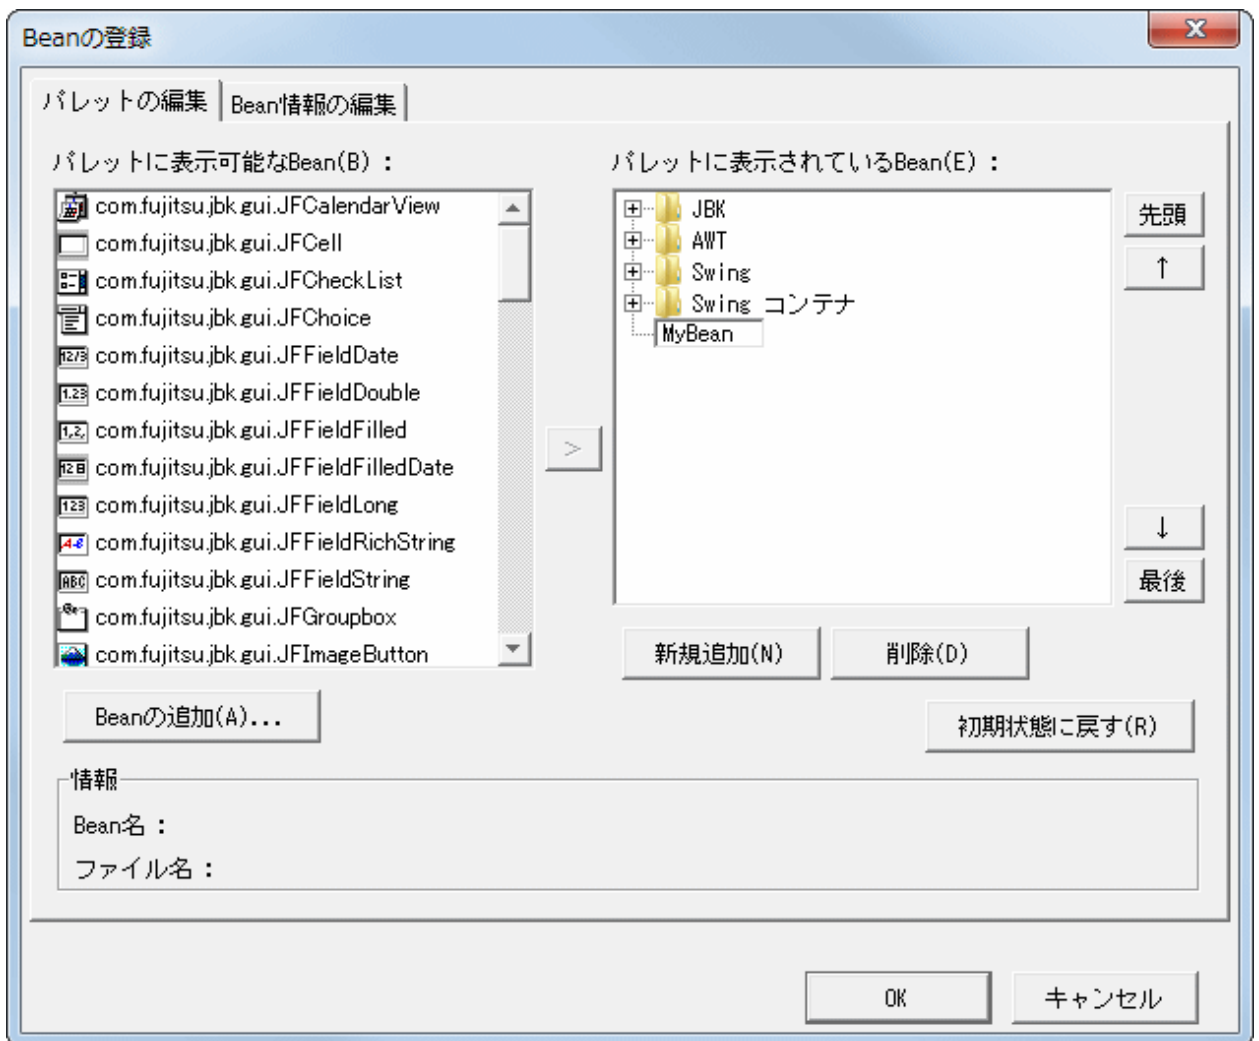 Beanの登録
パレットの編集
Bean情報の編集
パレットに表示可能なBean(B) :
com.fujitsu.jbk.gui.JFCalendarView
com.fujitsu.jbk.gui.JFCell
com.fujitsu.jbk.gui.JFCheckList
com.fujitsu.jbk.gui.JFChoice
com.fujitsu.jbk.gui.JFFieldDate
com.fujitsu.jbk.gui.JFFieldDouble
com.fujitsu.jbk.gui.JFFieldFilled
com.fujitsu.jbk.gui.JFFieldFilledDate
com.fujitsu.jbk.gui.JFFieldLong
com.fujitsu.jbk.gui.JFFieldRichString
com.fujitsu.jbk.gui.JFFieldString
com.fujitsu.jbk.gui.JFGroupbox
com.fujitsu.jbk.gui.JFImageButton
Beanの追加(A)...
>
パレットに表示されているBean(E) :
JBK
AWT
Swing
Swing コンテナ
MyBean
先頭
↑
↓
最後
新規追加(N)
削除(D)
初期状態に戻す(R)
情報
Bean名 :
ファイル名 :
OK
キャンセル